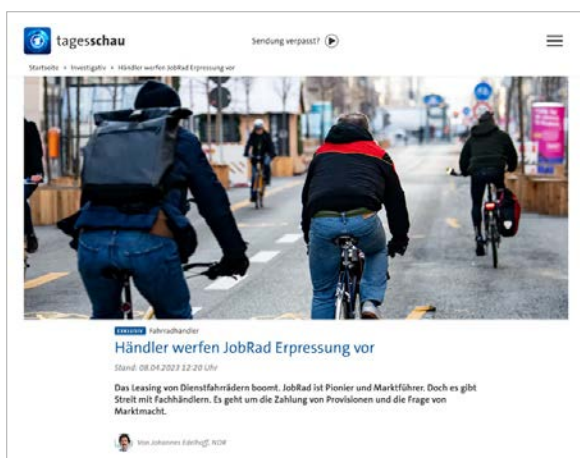 tagesschau
Sendung verpasst?
Startseite ▸ Investigativ ▸ Händler werfen JobRad Erpressung vor
EXKLUSIV Fahrradhändler
Händler werfen JobRad Erpressung vor
Stand: 08.04.2023 12:20 Uhr
Das Leasing von Dienstfahrrädern boomt. JobRad ist Pionier und Marktführer. Doch es gibt
Streit mit Fachhändlern. Es geht um die Zahlung von Provisionen und die Frage von
Marktmacht.
Von Johannes Edelhoff, NDR